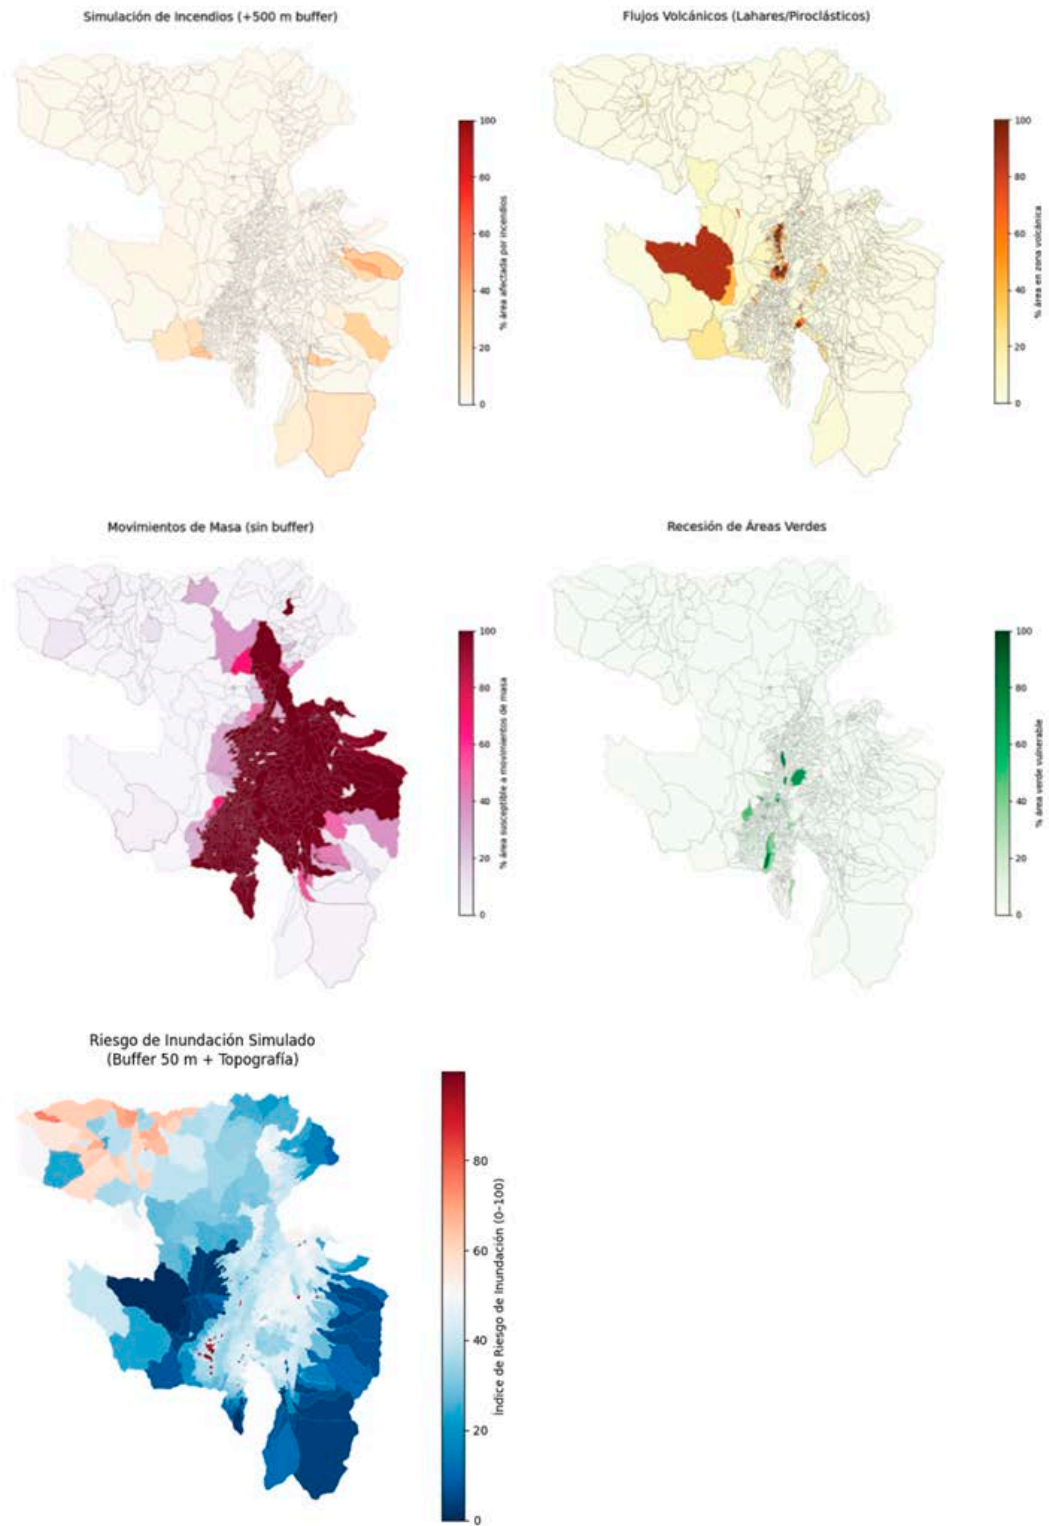 Simulación de Incendios (+500 m buffer)
100
80
60
40
20
0
% área afectada por incendios
Flujos Volcánicos (Lahares/Piroclásticos)
100
80
60
40
20
0
% área en zona volcánica
Movimientos de Masa (sin buffer)
100
80
60
40
20
0
% área susceptible a movimientos de masa
Recesión de Áreas Verdes
100
80
60
40
20
0
% área verde vulnerable
Riesgo de Inundación Simulado
(Buffer 50 m + Topografía)
80
60
40
20
0
Índice de Riesgo de Inundación (0–100)